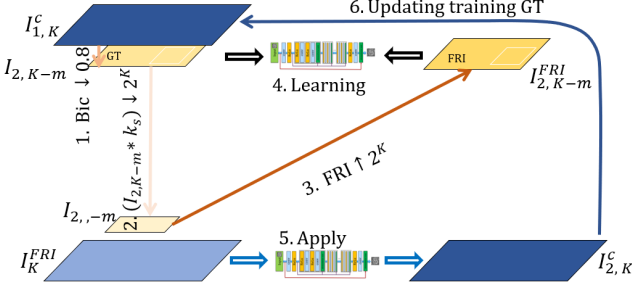 6. Updating training GT
I^c_{1,K}
GT
I_{2,K-m}
1. Bic ↓ 0.8
4. Learning
FRI
I^{FRI}_{2,K-m}
2. (I_{2,K-m} * k_s) ↓ 2^K
3. FRI ↑ 2^K
I_{2,,-m}
5. Apply
I^{FRI}_K
I^c_{2,K}